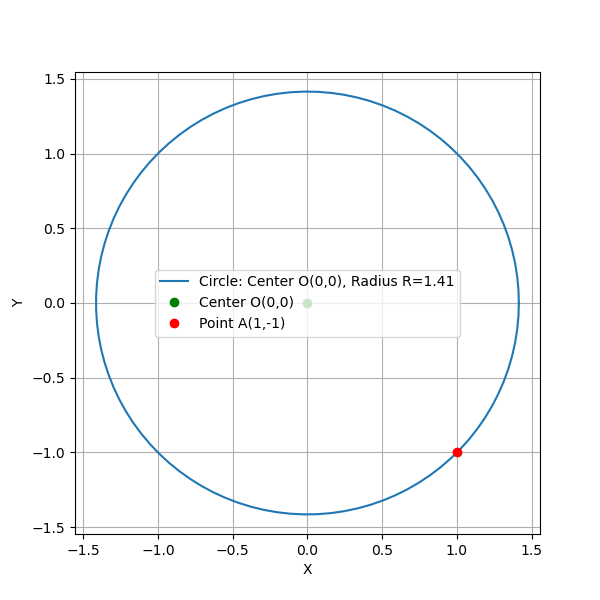 1.5
1.0
0.5
0.0
−0.5
−1.0
−1.5
Y
Circle: Center O(0,0), Radius R=1.41
Center O(0,0)
Point A(1,-1)
−1.5 −1.0 −0.5 0.0 0.5 1.0 1.5
X